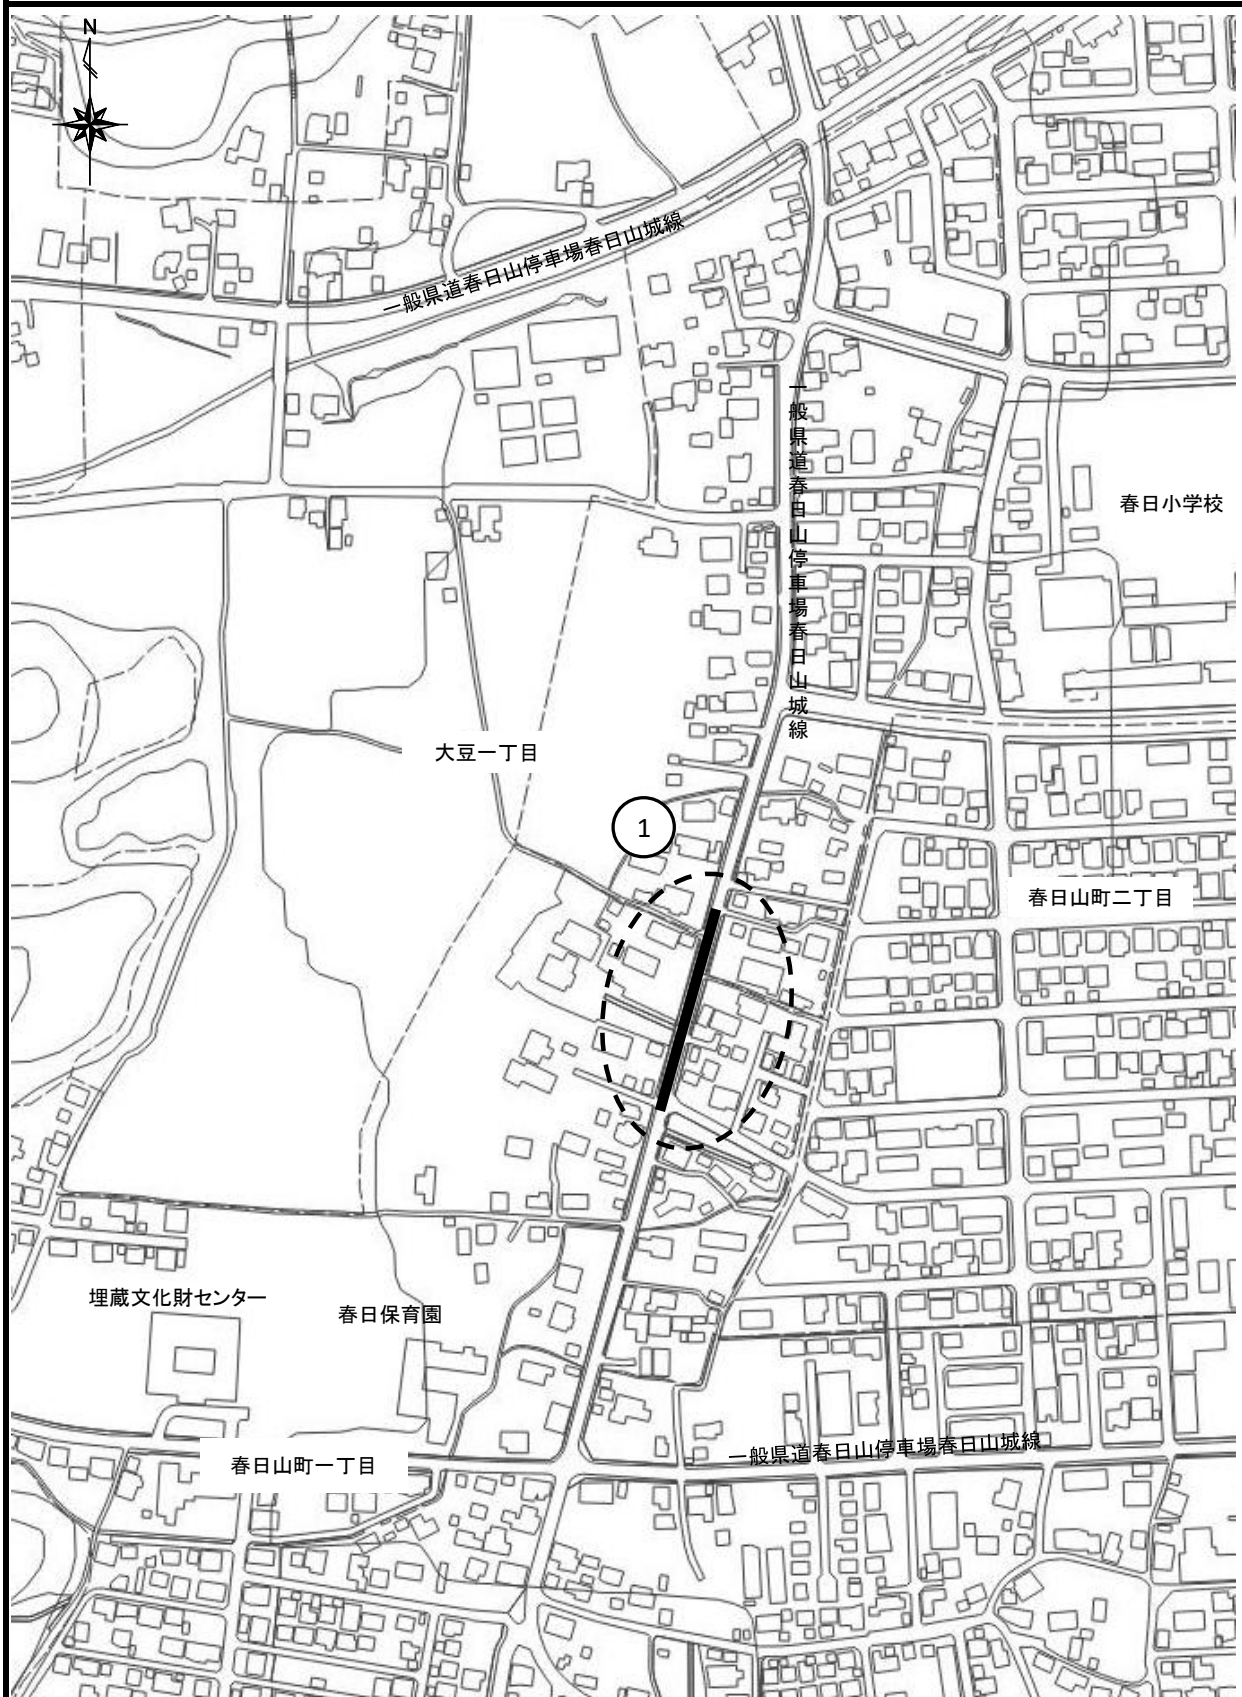 N
一般県道春日山停車場春日山城線
一般県道春日山停車場春日山城線
春日小学校
大豆一丁目
1
春日山町二丁目
埋蔵文化財センター
春日保育園
一般県道春日山停車場春日山城線
春日山町一丁目